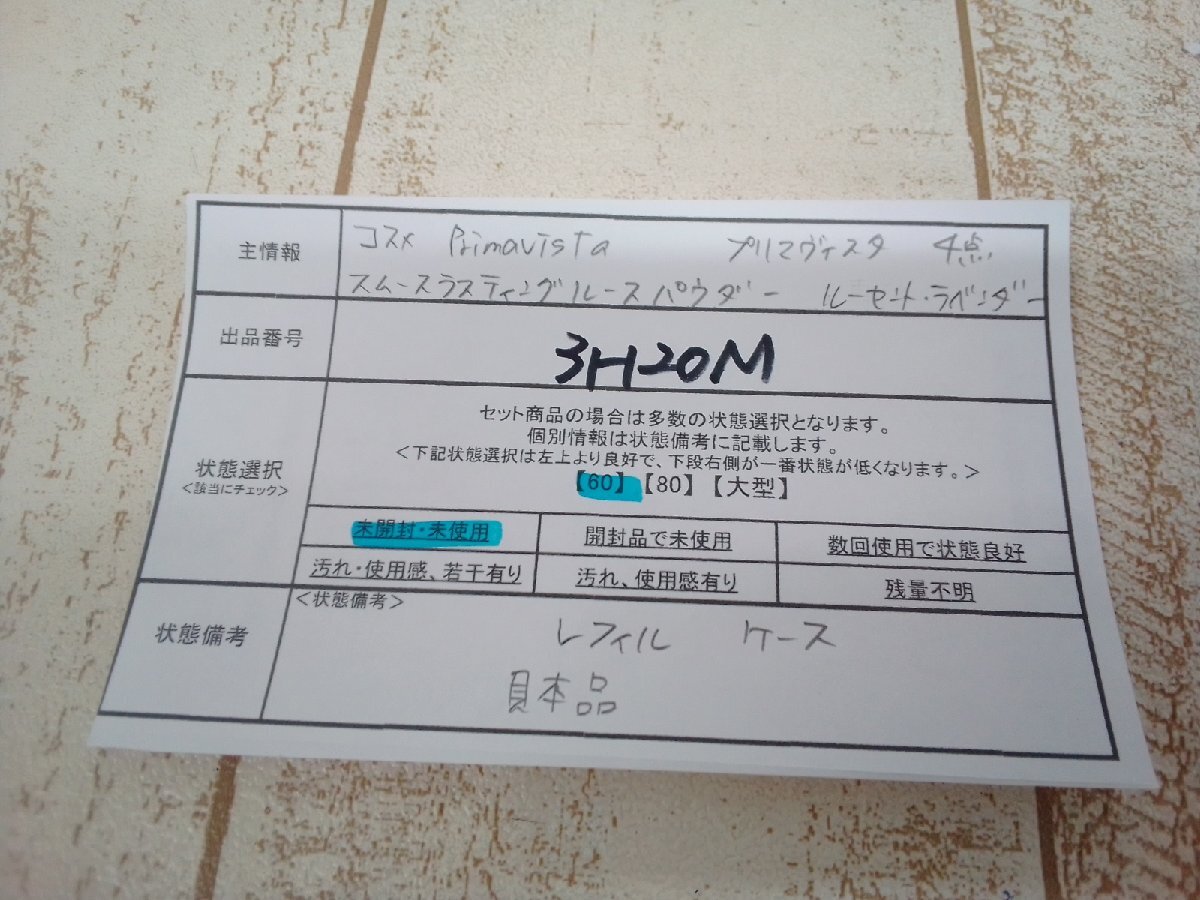 主情報
コスメ Primavista プリマヴィスタ 4点
スムースラスティングルースパウダー ルーセント・ラベンダー
出品番号
3H20M
状態選択
<該当にチェック>
セット商品の場合は多数の状態選択となります。
個別情報は状態備考に記載します。
<下記状態選択は左上より良好で、下段右側が一番状態が低くなります。>
【60】【80】【大型】
未開封・未使用 開封品で未使用 数回使用で状態良好
汚れ・使用感、若干有り 汚れ、使用感有り 残量不明
状態備考
<状態備考>
レフィル ケース
見本品